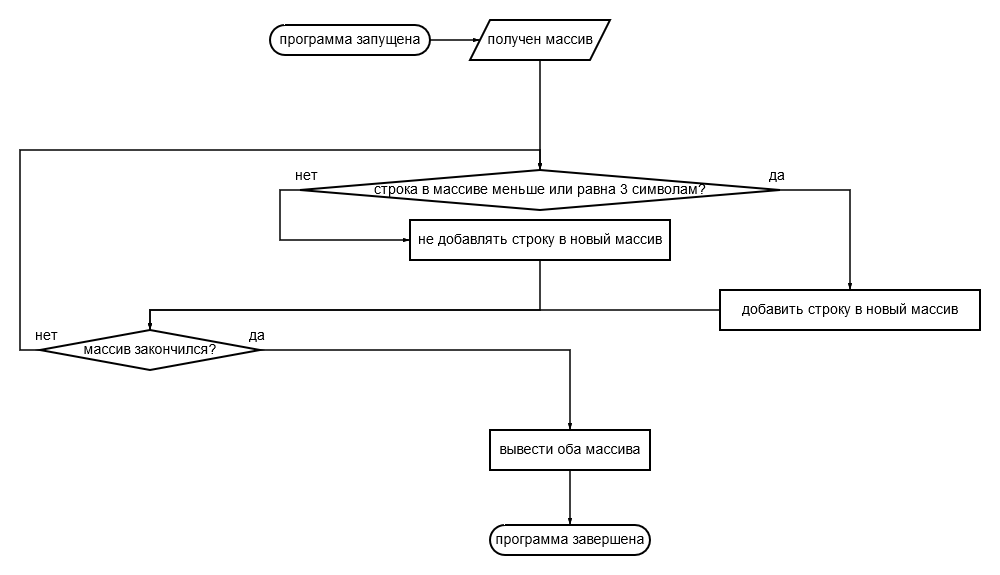 программа запущена
получен массив
нет
да
строка в массиве меньше или равна 3 символам?
не добавлять строку в новый массив
добавить строку в новый массив
нет
да
массив закончился?
вывести оба массива
программа завершена